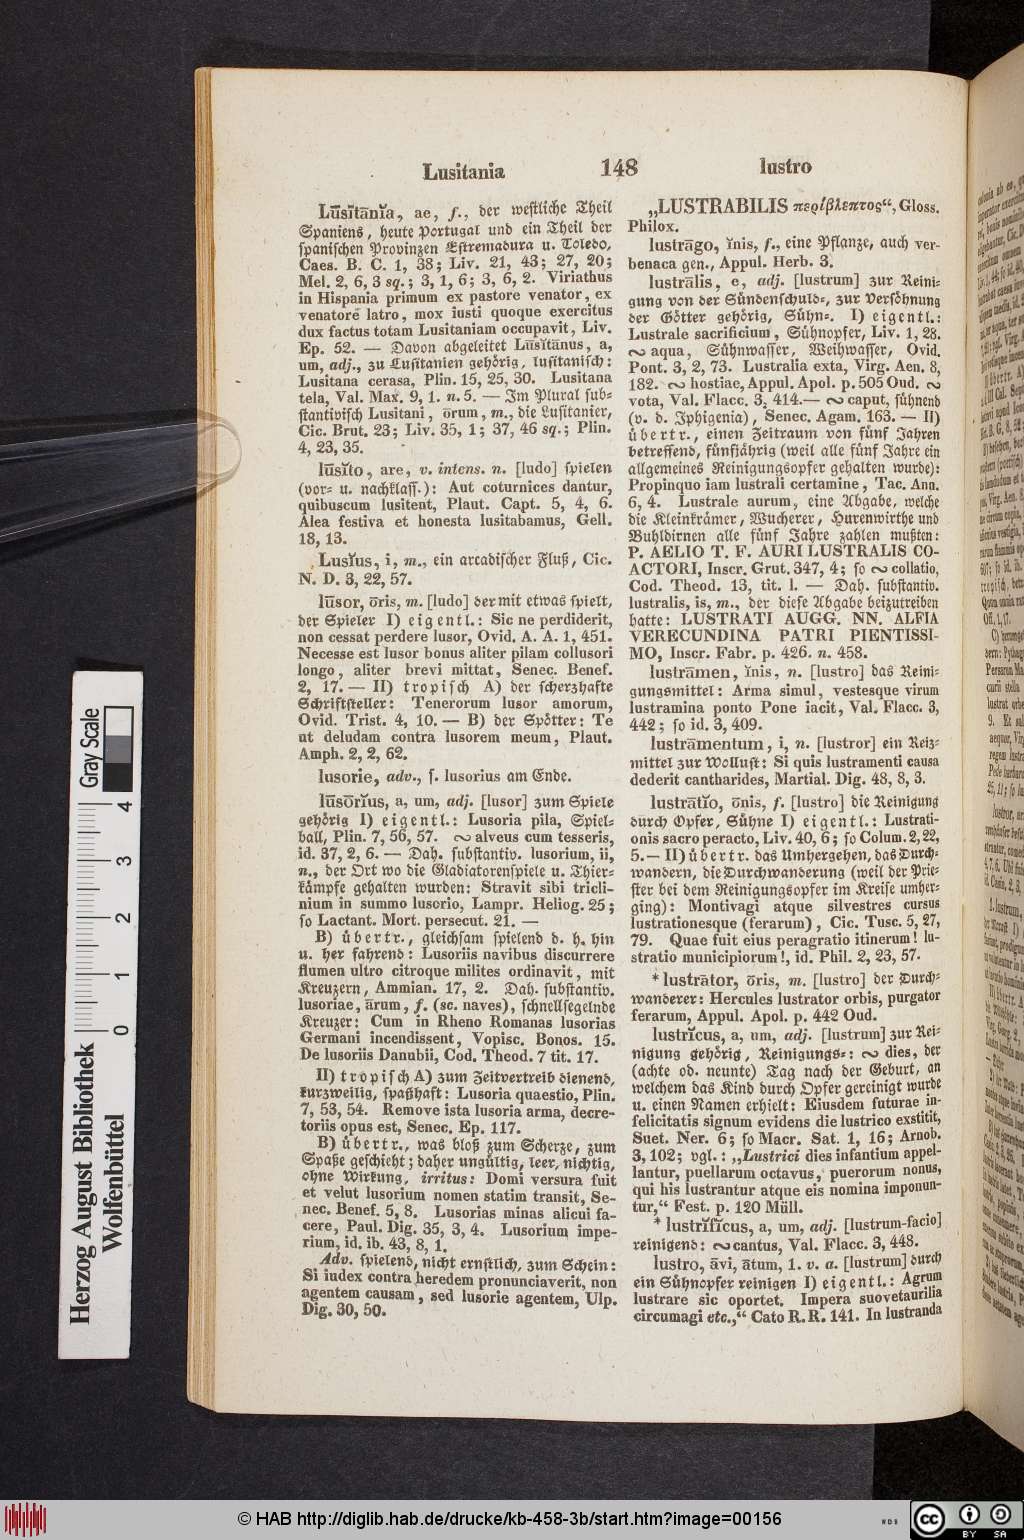 Lusitania 148 lustro
Lūsĭtānĭa, ae, f., der westliche Theil
Spaniens, heute Portugal und ein Theil der
spanischen Provinzen Estremadura u. Toledo,
Caes. B. C. 1, 38; Liv. 21, 43; 27, 20;
Mel. 2, 6, 3 sq.; 3, 1, 6; 3, 6, 2. Viriathus
in Hispania primum ex pastore venator, ex
venatore latro, mox iusti quoque exercitus
dux factus totam Lusitaniam occupavit, Liv.
Ep. 52. — Davon abgeleitet Lūsĭtānus, a,
um, adj., zu Lusitanien gehörig, lusitanisch:
Lusitana cerasa, Plin. 15, 25, 30. Lusitana
tela, Val. Max. 9, 1. n. 5. — Im Plural sub-
stantivisch Lusitani, ōrum, m., die Lusitanier,
Cic. Brut. 23; Liv. 35, 1; 37, 46 sq.; Plin.
4, 23, 35.
lūsĭto, are, v. intens. n. [ludo] spielen
(vor- u. nachklass.): Aut coturnices dantur,
quibuscum lusitent, Plaut. Capt. 5, 4, 6.
Alea festiva et honesta lusitabamus, Gell.
18, 13.
Lusĭus, i, m., ein arcadischer Fluß, Cic.
N. D. 3, 22, 57.
lūsor, ōris, m. [ludo] der mit etwas spielt,
der Spieler I) eigentl.: Sic ne perdiderit,
non cessat perdere lusor, Ovid. A. A. 1, 451.
Necesse est lusor bonus aliter pilam collusori
longo, aliter brevi mittat, Senec. Benef.
2, 17. — II) tropisch A) der scherzhafte
Schriftsteller: Tenerorum lusor amorum,
Ovid. Trist. 4, 10. — B) der Spötter: Te
ut deludam contra lusorem meum, Plaut.
Amph. 2, 2, 62.
lusorie, adv., s. lusorius am Ende.
lūsōrĭus, a, um, adj. [lusor] zum Spiele
gehörig I) eigentl.: Lusoria pila, Spiel-
ball, Plin. 7, 56, 57. ∾ alveus cum tesseris,
id. 37, 2, 6. — Dah. substantiv. lusorium, ii,
n., der Ort wo die Gladiatorenspiele u. Thier-
kämpfe gehalten wurden: Stravit sibi tricli-
nium in summo lusorio, Lampr. Heliog. 25;
so Lactant. Mort. persecut. 21. —
B) übertr., gleichsam spielend d. h. hin
u. her fahrend: Lusoriis navibus discurrere
flumen ultro citroque milites ordinavit, mit
Kreuzern, Ammian. 17, 2. Dah. substantiv.
lusoriae, ārum, f. (sc. naves), schnellsegelnde
Kreuzer: Cum in Rheno Romanas lusorias
Germani incendissent, Vopisc. Bonos. 15.
De lusoriis Danubii, Cod. Theod. 7 tit. 17.
II) tropisch A) zum Zeitvertreib dienend,
kurzweilig, spaßhaft: Lusoria quaestio, Plin.
7, 53, 54. Remove ista lusoria arma, decre-
toriis opus est, Senec. Ep. 117.
B) übertr., was bloß zum Scherze, zum
Spaße geschieht; daher ungültig, leer, nichtig,
ohne Wirkung, irritus: Domi versura fuit
et velut lusorium nomen statim transit, Se-
nec. Benef. 5, 8. Lusorias minas alicui fa-
cere, Paul. Dig. 35, 3, 4. Lusorium impe-
rium, id. ib. 43, 8, 1.
Adv. spielend, nicht ernstlich, zum Schein:
Si iudex contra heredem pronunciaverit, non
agentem causam, sed lusorie agentem, Ulp.
Dig. 30, 50.
„LUSTRABILIS περίβλεπτος“, Gloss.
Philox.
lustrāgo, ĭnis, f., eine Pflanze, auch ver-
benaca gen., Appul. Herb. 3.
lustrālis, e, adj. [lustrum] zur Reini-
gung von der Sündenschuld-, zur Versöhnung
der Götter gehörig, Sühn-. I) eigentl.:
Lustrale sacrificium, Sühnopfer, Liv. 1, 28.
∾ aqua, Sühnwasser, Weihwasser, Ovid.
Pont. 3, 2, 73. Lustralia exta, Virg. Aen. 8,
182. ∾ hostiae, Appul. Apol. p. 505 Oud. ∾
vota, Val. Flacc. 3, 414.— ∾ caput, sühnend
(v. d. Iphigenia), Senec. Agam. 163. — II)
übertr., einen Zeitraum von fünf Jahren
betreffend, fünfjährig (weil alle fünf Jahre ein
allgemeines Reinigungsopfer gehalten wurde):
Propinquo iam lustrali certamine, Tac. Ann.
6, 4. Lustrale aurum, eine Abgabe, welche
die Kleinkrämer, Wucherer, Hurenwirthe und
Buhldirnen alle fünf Jahre zahlen mußten:
P. AELIO T. F. AURI LUSTRALIS CO-
ACTORI, Inscr. Grut. 347, 4; so ∾ collatio,
Cod. Theod. 13, tit. l. — Dah. substantiv.
lustralis, is, m., der diese Abgabe beizutreiben
hatte: LUSTRATI AUGG. NN. ALFIA
VERECUNDINA PATRI PIENTISSI-
MO, Inscr. Fabr. p. 426. n. 458.
lustrāmen, ĭnis, n. [lustro] das Reini-
gungsmittel: Arma simul, vestesque virum
lustramina ponto Pone iacit, Val. Flacc. 3,
442; so id. 3, 409.
lustrāmentum, i, n. [lustror] ein Reiz-
mittel zur Wollust: Si quis lustramenti causa
dederit cantharides, Martial. Dig. 48, 8, 3.
lustrātĭo, ōnis, f. [lustro] die Reinigung
durch Opfer, Sühne I) eigentl.: Lustrati-
onis sacro peracto, Liv. 40, 6; so Colum. 2, 22,
5.— II) übertr. das Umhergehen, das Durch-
wandern, die Durchwanderung (weil der Prie-
ster bei dem Reinigungsopfer im Kreise umher-
ging): Montivagi atque silvestres cursus
lustrationesque (ferarum), Cic. Tusc. 5, 27,
79. Quae fuit eius peragratio itinerum! lu-
stratio municipiorum!, id. Phil. 2, 23, 57.
* lustrātor, ōris, m. [lustro] der Durch-
wanderer: Hercules lustrator orbis, purgator
ferarum, Appul. Apol. p. 442 Oud.
lustrĭcus, a, um, adj. [lustrum] zur Rei-
nigung gehörig, Reinigungs-: ∾ dies, der
(achte od. neunte) Tag nach der Geburt, an
welchem das Kind durch Opfer gereinigt wurde
u. einen Namen erhielt: Eiusdem futurae in-
felicitatis signum evidens die lustrico exstitit,
Suet. Ner. 6; so Macr. Sat. 1, 16; Arnob.
3, 102; vgl.: „Lustrici dies infantium appel-
lantur, puellarum octavus, puerorum nonus,
qui his lustrantur atque eis nomina imponun-
tur,“ Fest. p. 120 Müll.
* lustrĭfĭcus, a, um, adj. [lustrum-facio]
reinigend: ∾ cantus, Val. Flacc. 3, 448.
lustro, āvi, ātum, 1. v. a. [lustrum] durch
ein Sühnopfer reinigen I) eigentl.: Agrum
lustrare sic oportet. Impera suovetaurilia
circumagi etc.,“ Cato R. R. 141. In lustranda
Gray Scale
0 1 2 3 4
Herzog August Bibliothek
Wolfenbüttel
© HAB http://diglib.hab.de/drucke/kb-458-3b/start.htm?image=00156
WDB
cc BY SA